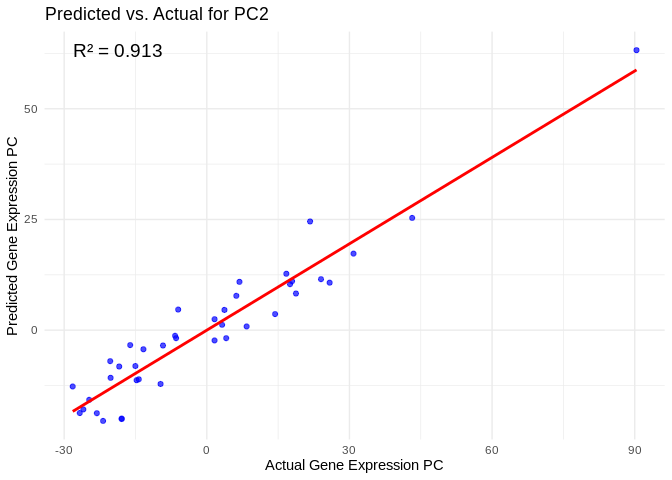 Predicted vs. Actual for PC2
R² = 0.913
Predicted Gene Expression PC
50
25
0
-30 0 30 60 90
Actual Gene Expression PC